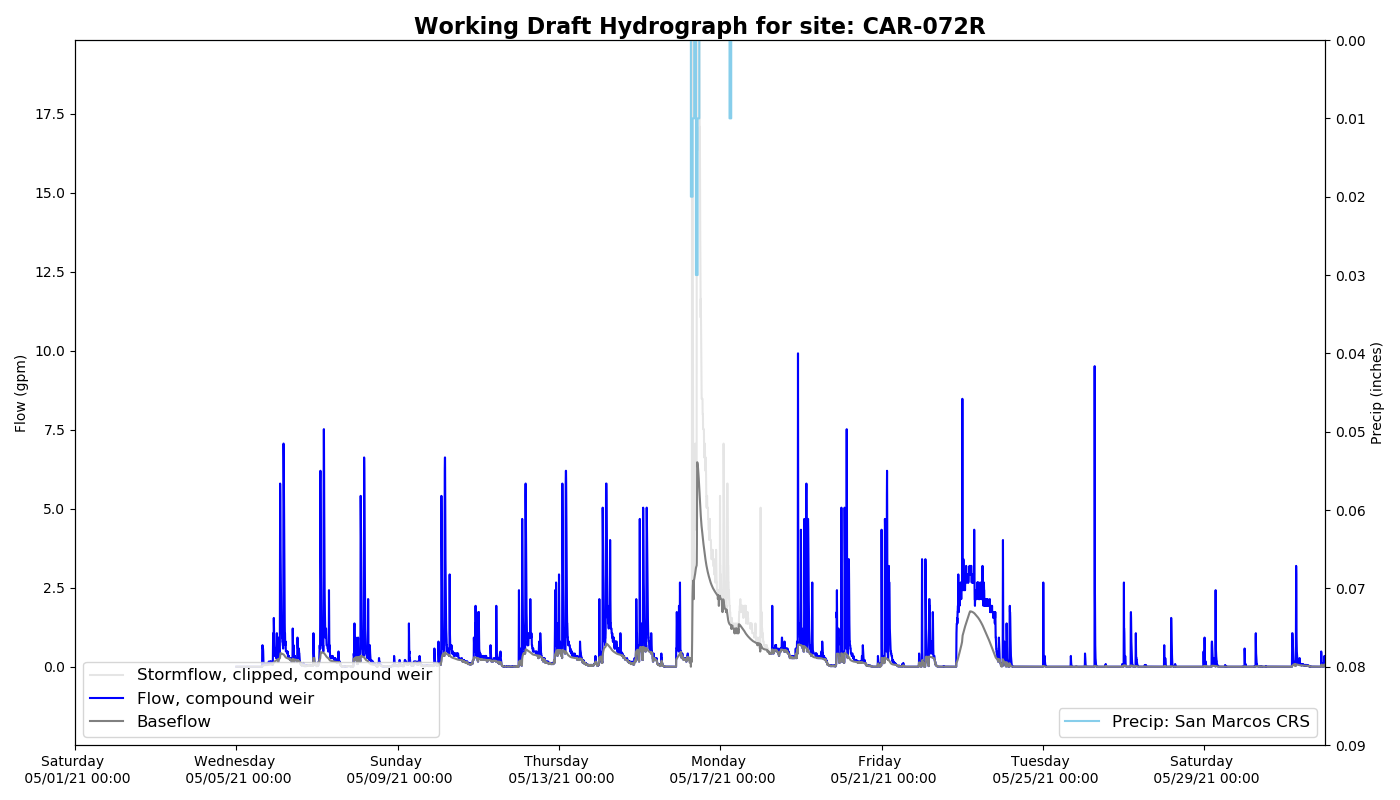 Working Draft Hydrograph for site: CAR-072R
17.5
15.0
12.5
10.0
7.5
5.0
2.5
0.0
Flow (gpm)
0.00
0.01
0.02
0.03
0.04
0.05
0.06
0.07
0.08
0.09
Precip (inches)
Stormflow, clipped, compound weir
Flow, compound weir
Baseflow
Precip: San Marcos CRS
Saturday
05/01/21 00:00
Wednesday
05/05/21 00:00
Sunday
05/09/21 00:00
Thursday
05/13/21 00:00
Monday
05/17/21 00:00
Friday
05/21/21 00:00
Tuesday
05/25/21 00:00
Saturday
05/29/21 00:00